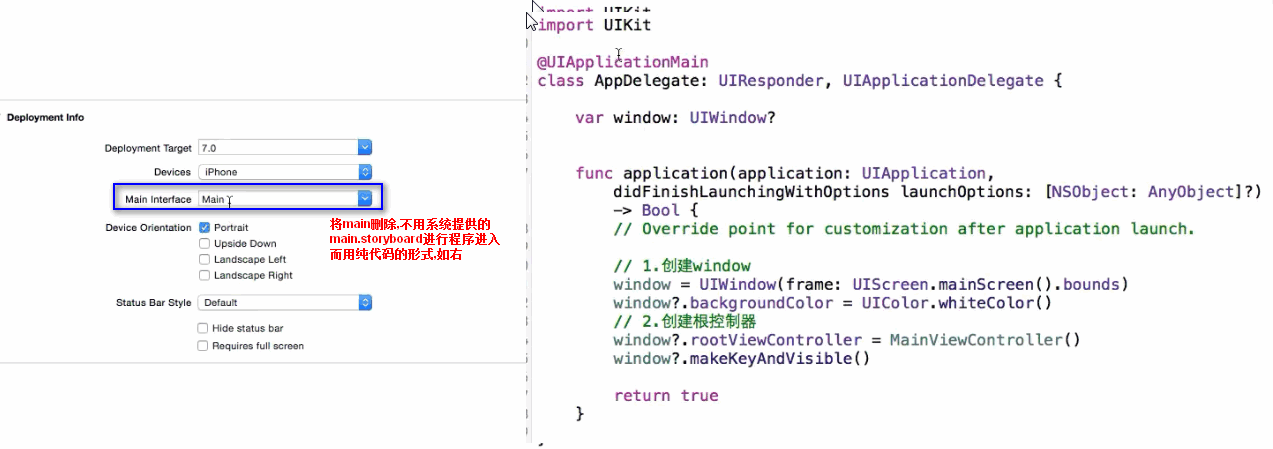 Deployment Info
Deployment Target 7.0
Devices iPhone
Main Interface Main
Device Orientation Portrait
Upside Down
Landscape Left
Landscape Right
Status Bar Style Default
Hide status bar
Requires full screen
将main删除,不用系统提供的
main,storyboard进行程序进入
而用纯代码的形式,如右
import UIKit
import UIKit
@UIApplicationMain
class AppDelegate: UIResponder, UIApplicationDelegate {
var window: UIWindow?
func application(application: UIApplication,
didFinishLaunchingWithOptions launchOptions: [NSObject: AnyObject]?)
-> Bool {
// Override point for customization after application launch.
// 1.创建window
window = UIWindow(frame: UIScreen.mainScreen().bounds)
window?.backgroundColor = UIColor.whiteColor()
// 2.创建根控制器
window?.rootViewController = MainViewController()
window?.makeKeyAndVisible()
return true
}